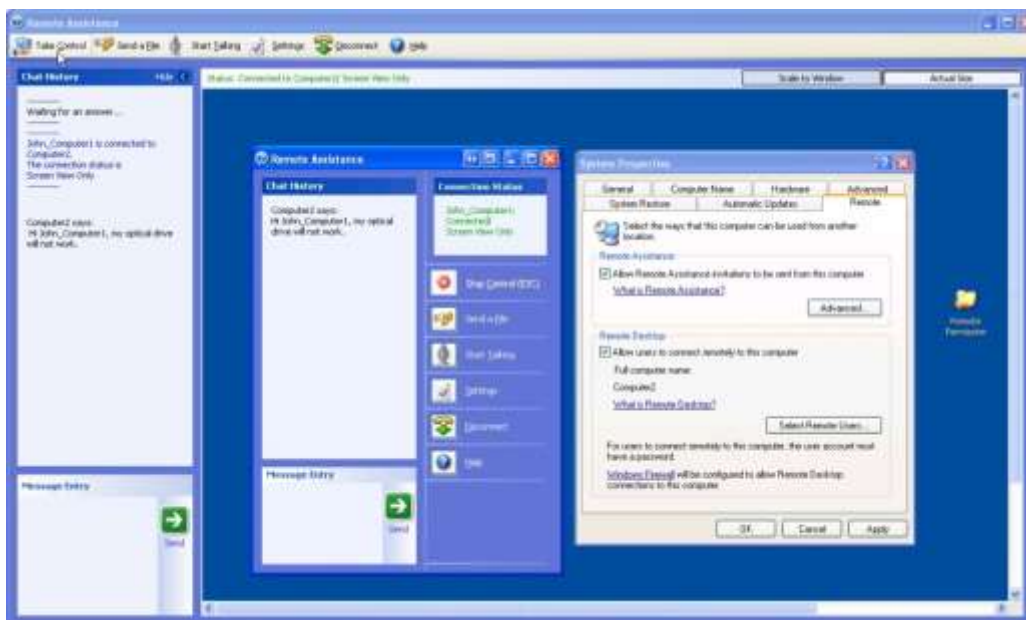 Remote Assistance
Take Control Send a File Start Talking Settings Disconnect Help
Chat History Hide
Status: Connected to Computer2 Screen View Only
Scale to Window Actual Size
Waiting for an answer ...
John_Computer1 is connected to
Computer2.
The connection status is
Screen View Only
Computer2 says:
Hi John_Computer1, my optical drive
will not work.
Message Entry
Send
Remote Assistance
Chat History
Computer2 says:
Hi John_Computer1, my optical
drive will not work.
Message Entry
Send
Connection Status
John_Computer1
Connected
Screen View Only
Stop Control (ESC)
Send a File
Start Talking
Settings
Disconnect
Help
System Properties
General Computer Name Hardware Advanced
System Restore Automatic Updates Remote
Select the ways that this computer can be used from another
location.
Remote Assistance
Allow Remote Assistance invitations to be sent from this computer
What is Remote Assistance?
Advanced...
Remote Desktop
Allow users to connect remotely to this computer
Full computer name:
Computer2
What is Remote Desktop?
Select Remote Users...
For users to connect remotely to this computer, the user account must
have a password.
Windows Firewall will be configured to allow Remote Desktop
connections to this computer.
OK Cancel Apply
Remote